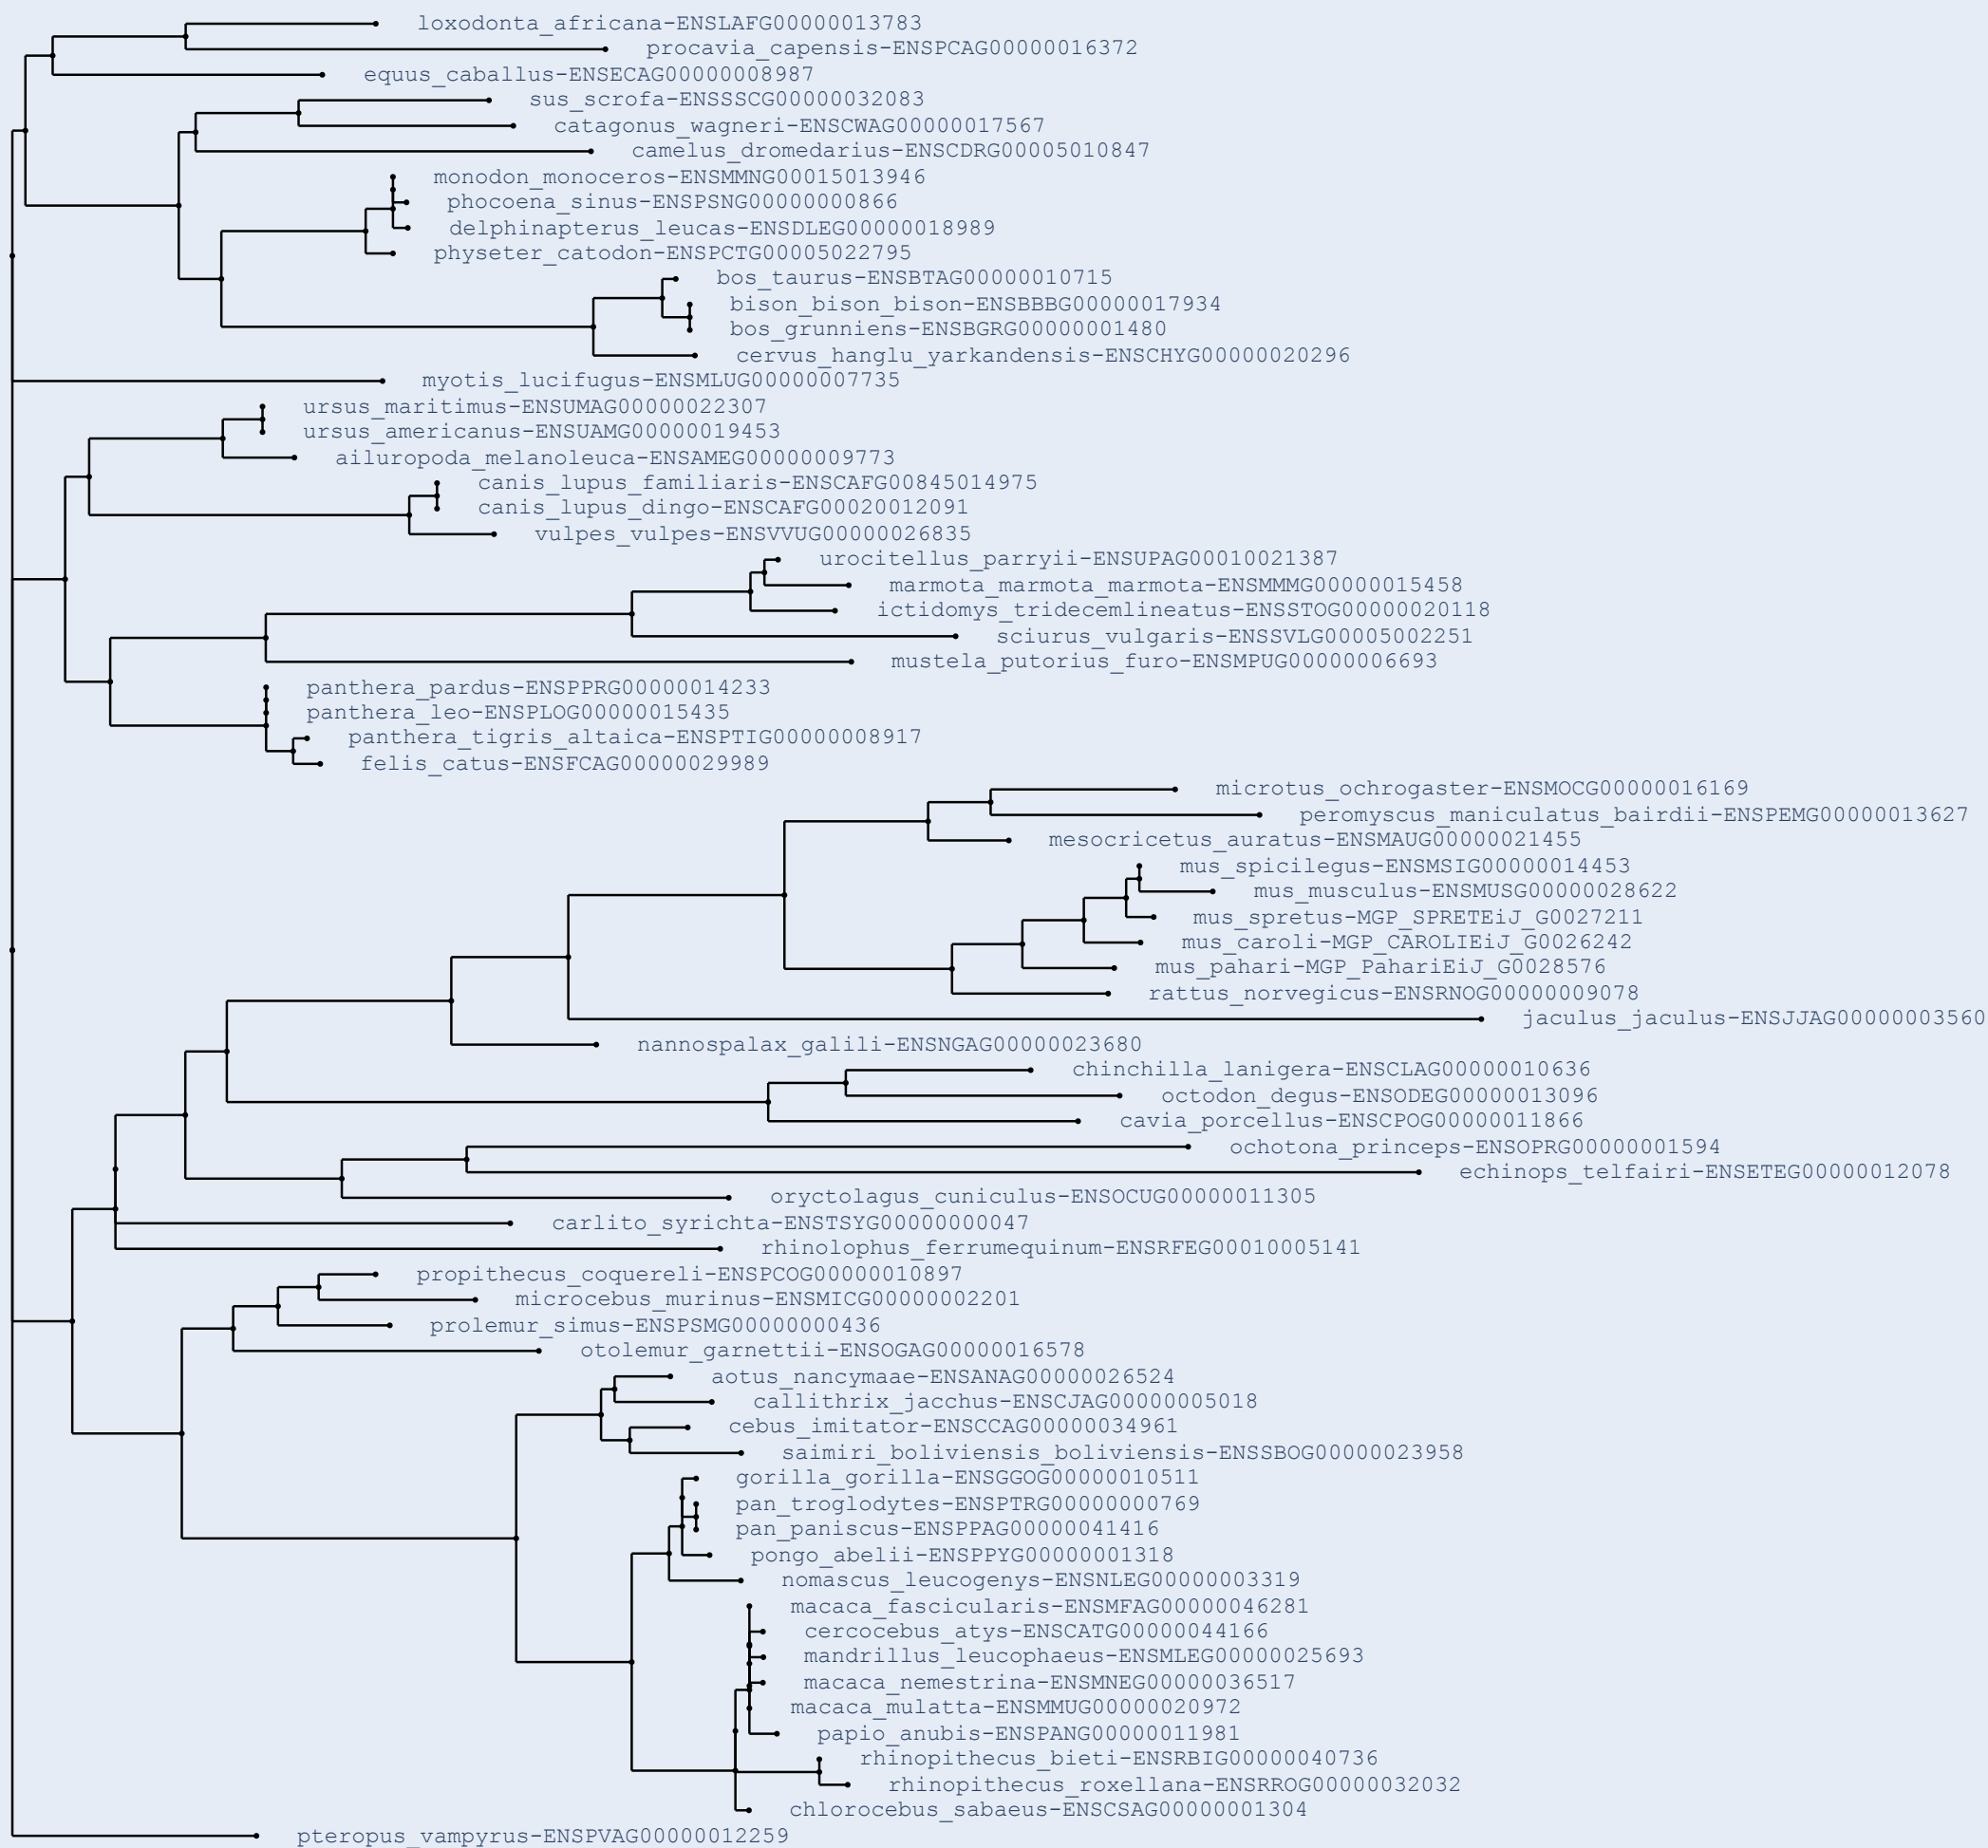 loxodonta_africana-ENSLAFG00000013783
procavia_capensis-ENSPCAG00000016372
equus_caballus-ENSECAG00000008987
sus_scrofa-ENSSSCG00000032083
catagonus_wagneri-ENSCWAG00000017567
camelus_dromedarius-ENSCDRG00005010847
monodon_monoceros-ENSMMNG00015013946
phocoena_sinus-ENSPSNG00000000866
delphinapterus_leucas-ENSDLEG00000018989
physeter_catodon-ENSPCTG00005022795
bos_taurus-ENSBTAG00000010715
bison_bison_bison-ENSBBBG00000017934
bos_grunniens-ENSBGRG00000001480
cervus_hanglu_yarkandensis-ENSCHYG00000020296
myotis_lucifugus-ENSMLUG00000007735
ursus_maritimus-ENSUMAG00000022307
ursus_americanus-ENSUAMG00000019453
ailuropoda_melanoleuca-ENSAMEG00000009773
canis_lupus_familiaris-ENSCAFG00845014975
canis_lupus_dingo-ENSCAFG00020012091
vulpes_vulpes-ENSVVUG00000026835
urocitellus_parryii-ENSUPAG00010021387
marmota_marmota_marmota-ENSMMMG00000015458
ictidomys_tridecemlineatus-ENSSTOG00000020118
sciurus_vulgaris-ENSSVLG00005002251
mustela_putorius_furo-ENSMPUG00000006693
panthera_pardus-ENSPPRG00000014233
panthera_leo-ENSPLOG00000015435
panthera_tigris_altaica-ENSPTIG00000008917
felis_catus-ENSFCAG00000029989
microtus_ochrogaster-ENSMOCG00000016169
peromyscus_maniculatus_bairdii-ENSPEMG00000013627
mesocricetus_auratus-ENSMAUG00000021455
mus_spicilegus-ENSMSIG00000014453
mus_musculus-ENSMUSG00000028622
mus_spretus-MGP_SPRETEiJ_G0027211
mus_caroli-MGP_CAROLIEiJ_G0026242
mus_pahari-MGP_PahariEiJ_G0028576
rattus_norvegicus-ENSRNOG00000009078
jaculus_jaculus-ENSJJAG00000003560
nannospalax_galili-ENSNGAG00000023680
chinchilla_lanigera-ENSCLAG00000010636
octodon_degus-ENSODEG00000013096
cavia_porcellus-ENSCPOG00000011866
ochotona_princeps-ENSOPRG00000001594
echinops_telfairi-ENSETEG00000012078
oryctolagus_cuniculus-ENSOCUG00000011305
carlito_syrichta-ENSTSYG00000000047
rhinolophus_ferrumequinum-ENSRFEG00010005141
propithecus_coquereli-ENSPCOG00000010897
microcebus_murinus-ENSMICG00000002201
prolemur_simus-ENSPSMG00000000436
otolemur_garnettii-ENSOGAG00000016578
aotus_nancymaae-ENSANAG00000026524
callithrix_jacchus-ENSCJAG00000005018
cebus_imitator-ENSCCAG00000034961
saimiri_boliviensis_boliviensis-ENSSBOG00000023958
gorilla_gorilla-ENSGGOG00000010511
pan_troglodytes-ENSPTRG00000000769
pan_paniscus-ENSPPAG00000041416
pongo_abelii-ENSPPYG00000001318
nomascus_leucogenys-ENSNLEG00000003319
macaca_fascicularis-ENSMFAG00000046281
cercocebus_atys-ENSCATG00000044166
mandrillus_leucophaeus-ENSMLEG00000025693
macaca_nemestrina-ENSMNEG00000036517
macaca_mulatta-ENSMMUG00000020972
papio_anubis-ENSPANG00000011981
rhinopithecus_bieti-ENSRBIG00000040736
rhinopithecus_roxellana-ENSRROG00000032032
chlorocebus_sabaeus-ENSCSAG00000001304
pteropus_vampyrus-ENSPVAG00000012259